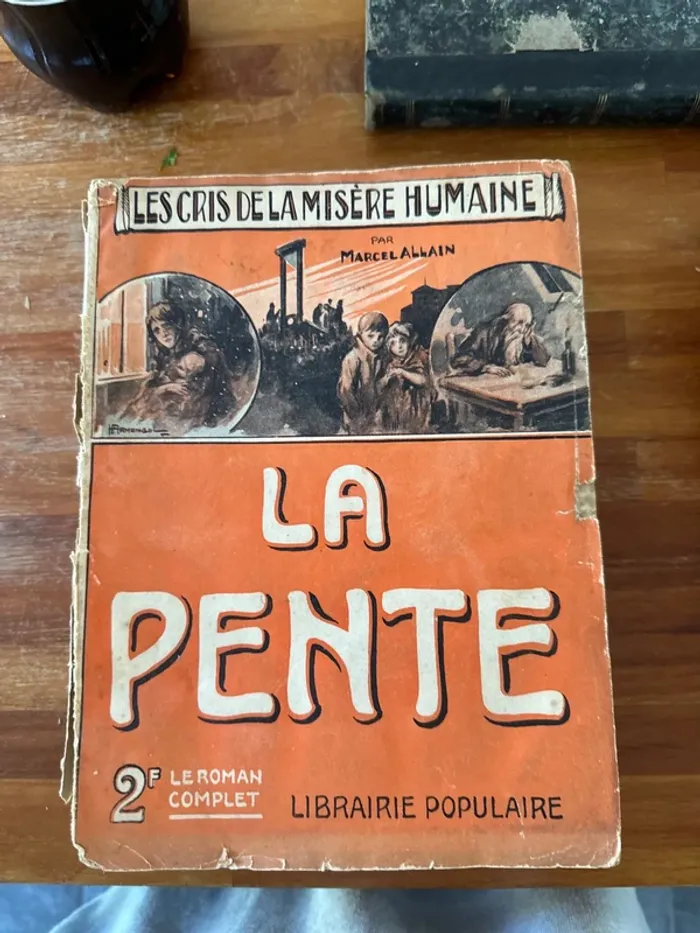 LES CRIS DE LA MISÈRE HUMAINE
PAR
MARCEL ALLAIN
LA
PENTE
2F LE ROMAN
COMPLET
LIBRAIRIE POPULAIRE